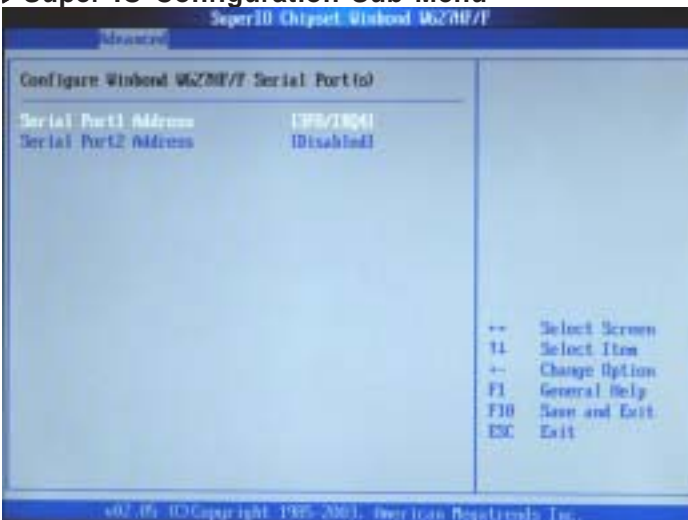 Super IO Configuration Sub-Menu
SuperIO Chipset Winbond
Advanced
Configure Winbond Serial Port(s)
Serial Port1 Address [3F8/IRQ4]
Serial Port2 Address [Disabled]
↔ Select Screen
↑↓ Select Item
+- Change Option
F1 General Help
F10 Save and Exit
ESC Exit
v02.05 (C)Copyright 1985-2003, American Megatrends Inc.